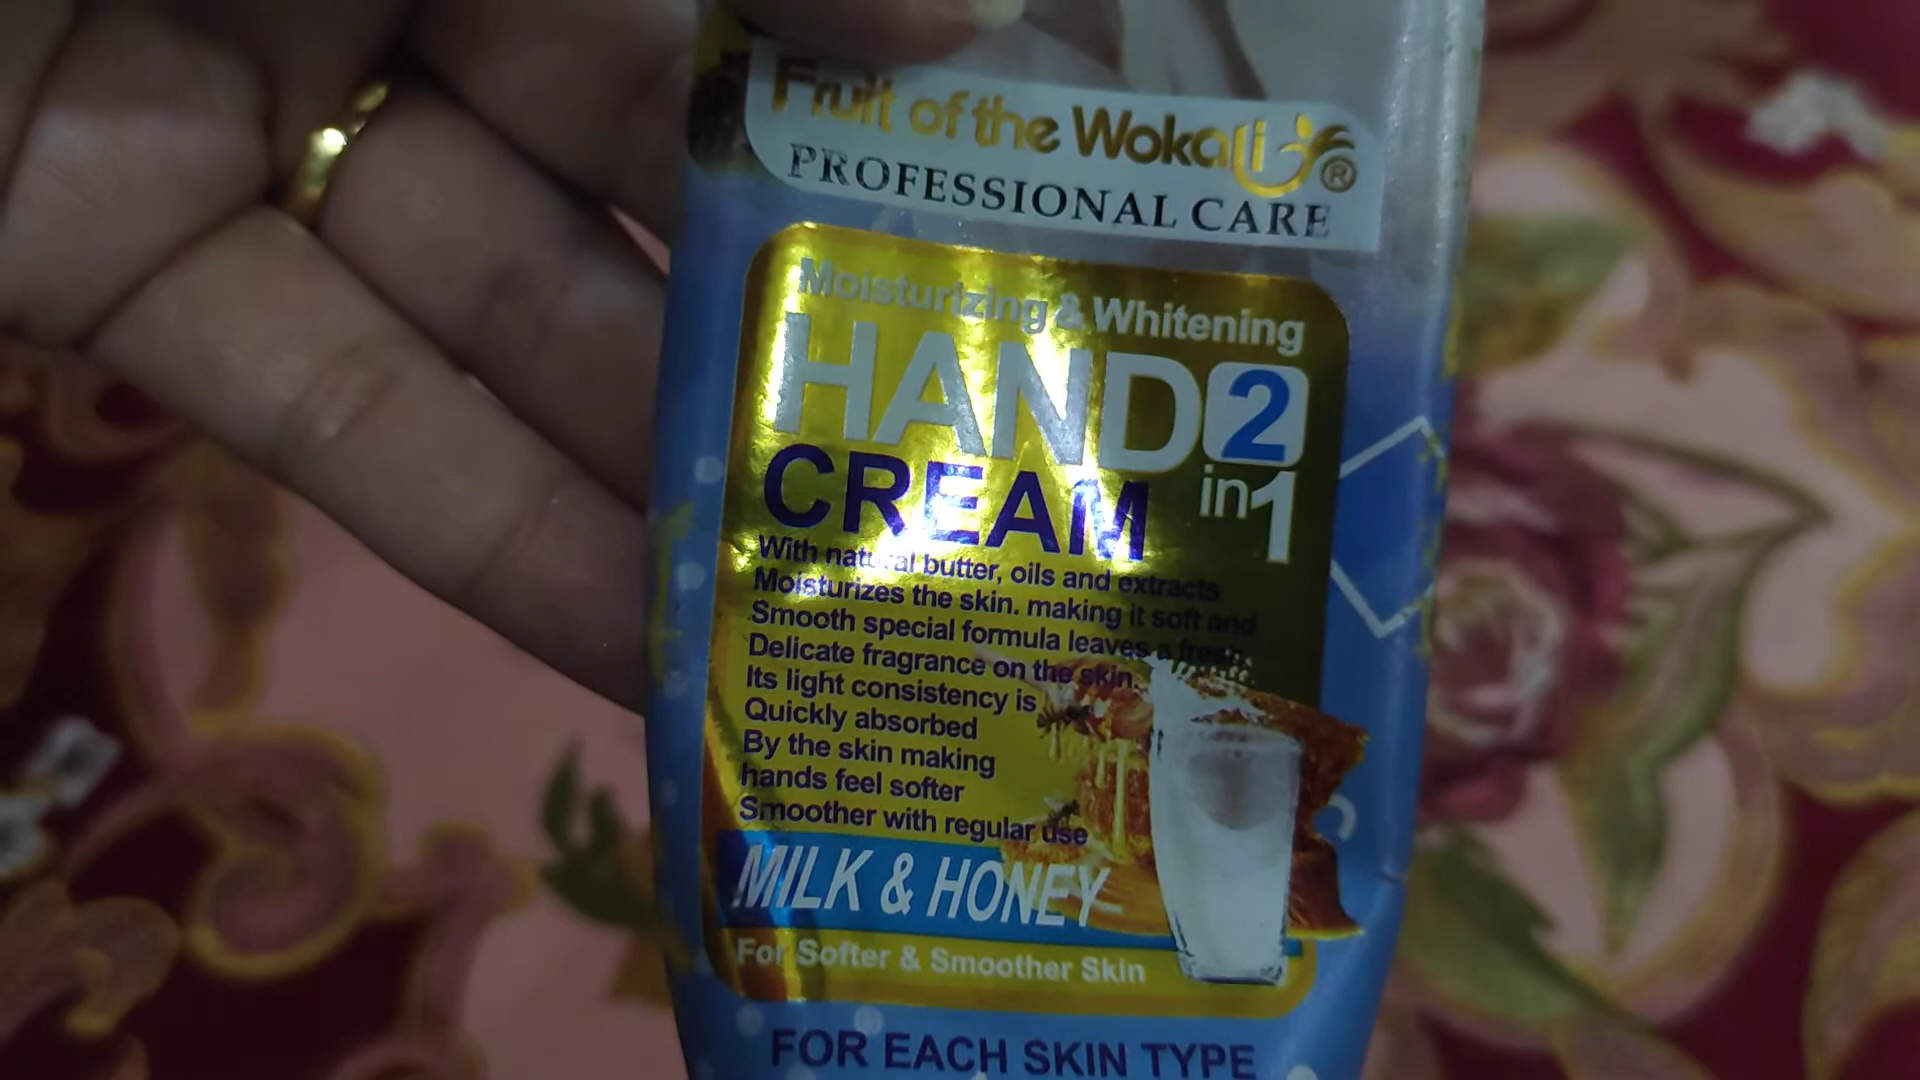 Fruit of the Wokali ®
PROFESSIONAL CARE
Moisturizing & Whitening
HAND 2
CREAM in 1
With natural butter, oils and extracts
Moisturizes the skin. making it soft and
Smooth special formula leaves a fresh
Delicate fragrance on the skin.
Its light consistency is
Quickly absorbed
By the skin making
hands feel softer
Smoother with regular use
MILK & HONEY
For Softer & Smoother Skin
FOR EACH SKIN TYPE